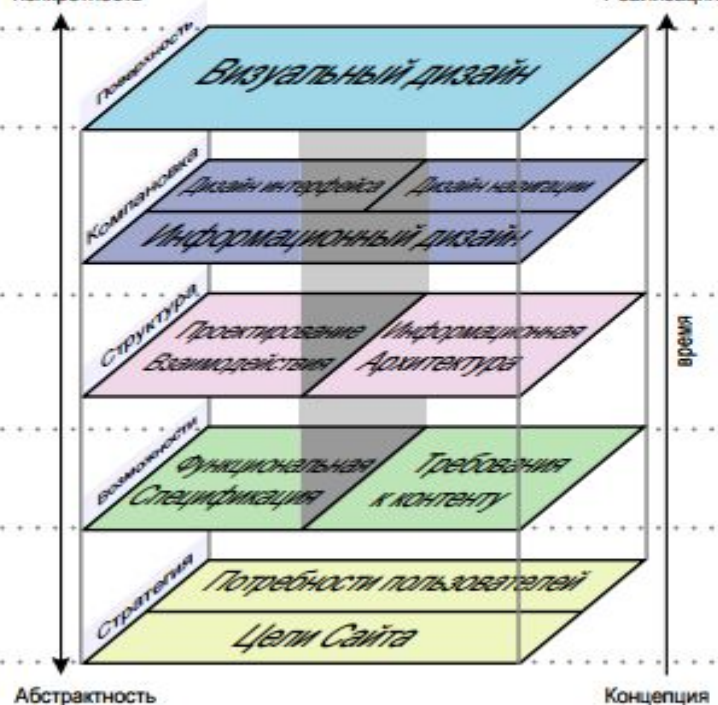 Поверхность
Визуальный дизайн
Компановка
Дизайн интерфейса
Дизайн навигации
Информационный дизайн
Структура
Проектирование
Взаимодействия
Информационная
Архитектура
время
Возможности
Функциональная
Спецификация
Требования
к контенту
Стратегия
Потребности пользователей
Цели Сайта
Абстрактность
Концепция